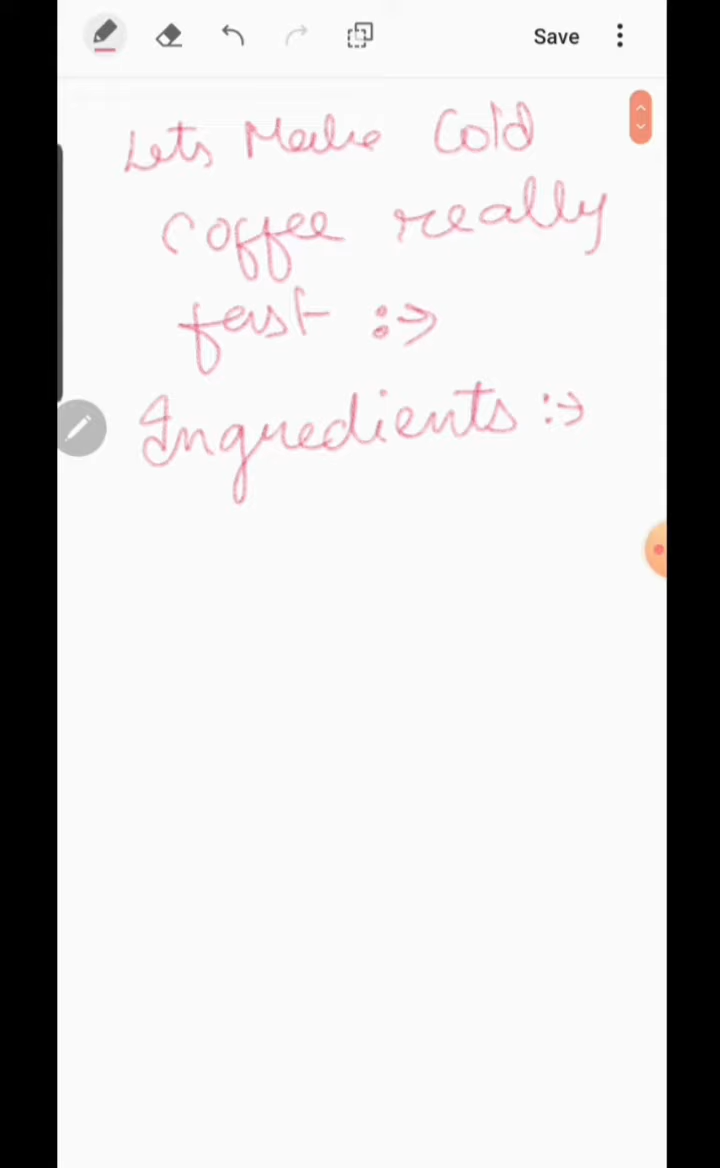 Save
Lets Make Cold
Coffee really
fast :->
Ingredients :->